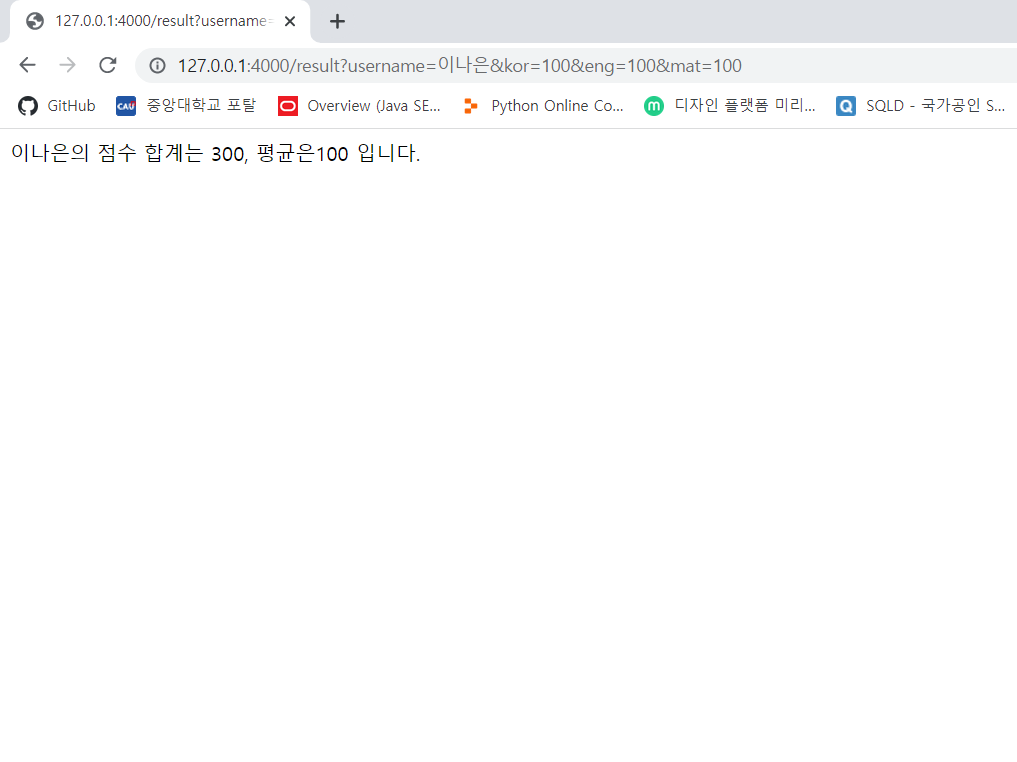 127.0.0.1:4000/result?username=
127.0.0.1:4000/result?username=이나은&kor=100&eng=100&mat=100
GitHub CAU 중앙대학교 포탈 Overview (Java SE... Python Online Co... m 디자인 플랫폼 미리... Q SQLD - 국가공인 S...
이나은의 점수 합계는 300, 평균은100 입니다.